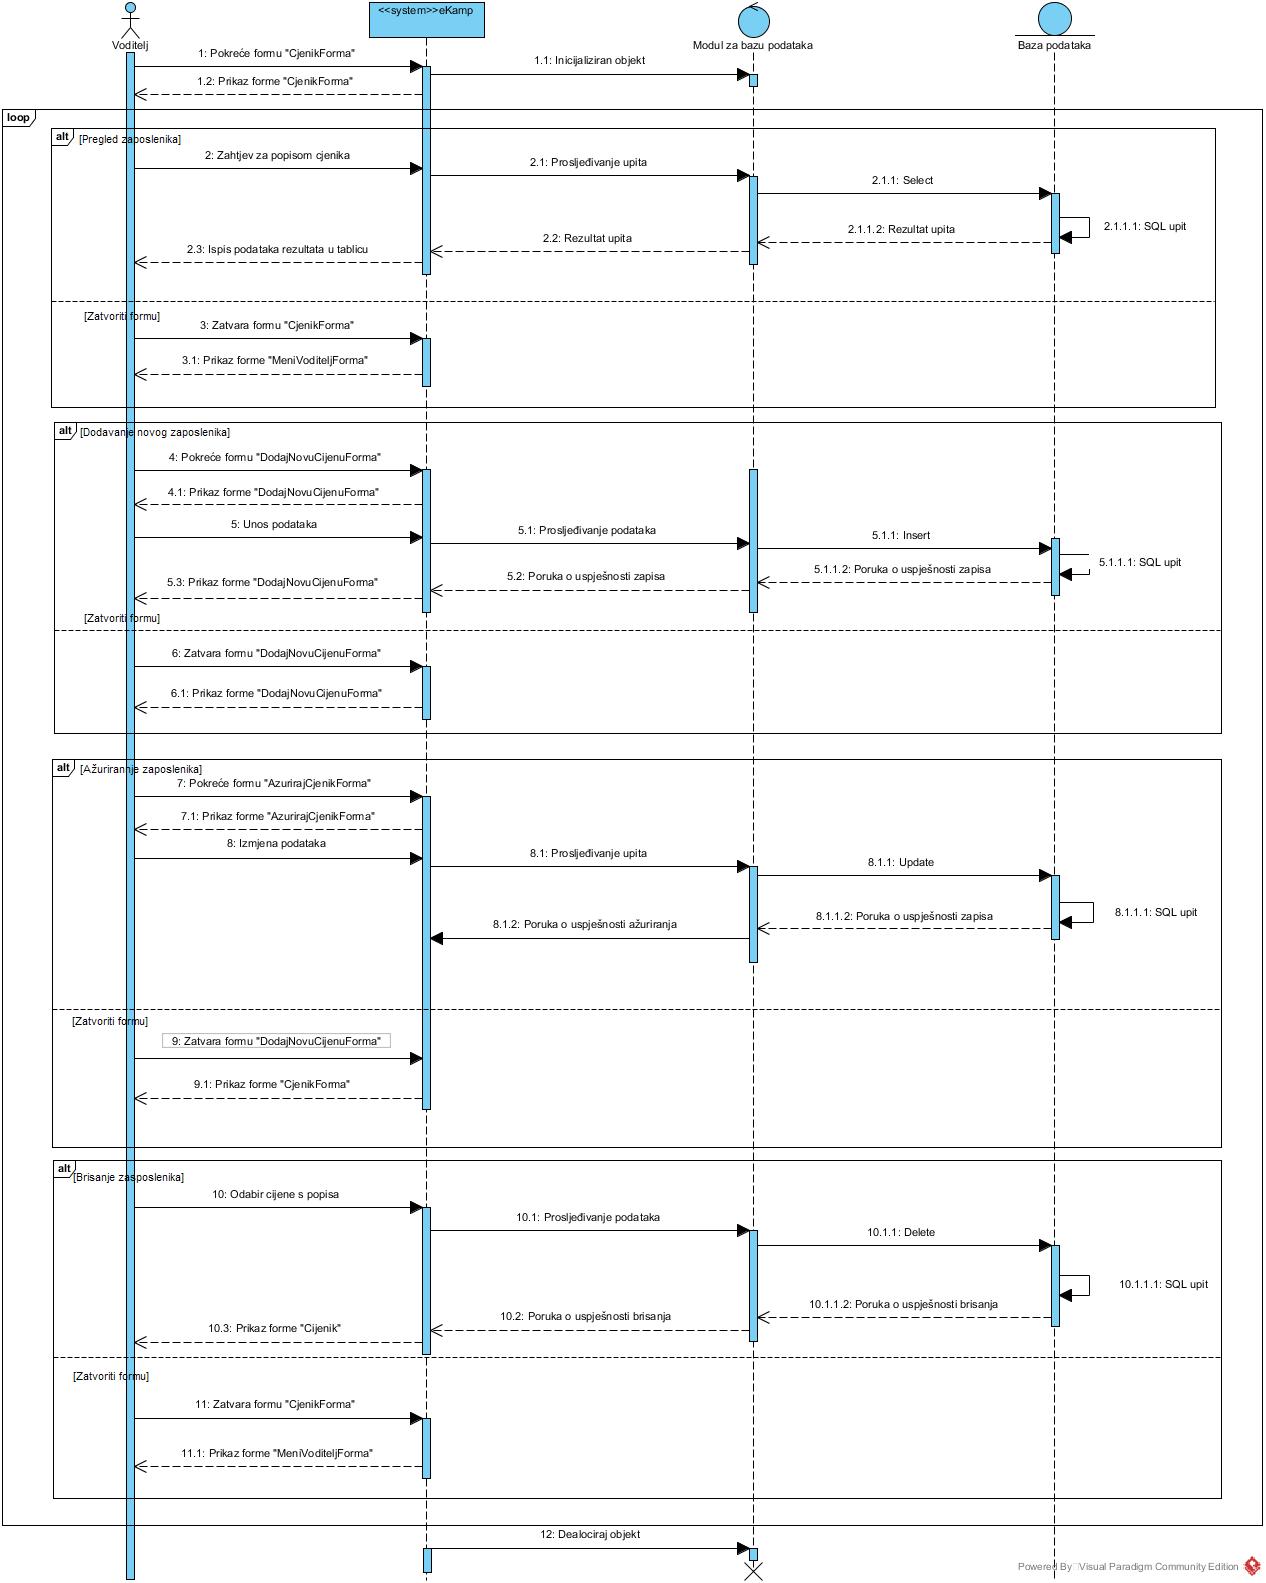 <<system>>eKamp
Voditelj
Modul za bazu podataka
Baza podataka
1: Pokreće formu "CjenikForma"
1.1: Inicijaliziran objekt
1.2: Prikaz forme "CjenikForma"
loop
alt
[Pregled zaposlenika]
2: Zahtjev za popisom cjenika
2.1: Prosljeđivanje upita
2.1.1: Select
2.1.1.1: SQL upit
2.1.1.2: Rezultat upita
2.2: Rezultat upita
2.3: Ispis podataka rezultata u tablicu
[Zatvoriti formu]
3: Zatvara formu "CjenikForma"
3.1: Prikaz forme "MeniVoditeljForma"
alt
[Dodavanje novog zaposlenika]
4: Pokreće formu "DodajNovuCijenuForma"
4.1: Prikaz forme "DodajNovuCijenuForma"
5: Unos podataka
5.1: Prosljeđivanje podataka
5.1.1: Insert
5.1.1.1: SQL upit
5.1.1.2: Poruka o uspješnosti zapisa
5.2: Poruka o uspješnosti zapisa
5.3: Prikaz forme "DodajNovuCijenuForma"
[Zatvoriti formu]
6: Zatvara formu "DodajNovuCijenuForma"
6.1: Prikaz forme "DodajNovuCijenuForma"
alt
[Ažurirannje zaposlenika]
7: Pokreće formu "AzurirajCjenikForma"
7.1: Prikaz forme "AzurirajCjenikForma"
8: Izmjena podataka
8.1: Prosljeđivanje upita
8.1.1: Update
8.1.1.1: SQL upit
8.1.1.2: Poruka o uspješnosti zapisa
8.1.2: Poruka o uspješnosti ažuriranja
[Zatvoriti formu]
9: Zatvara formu "DodajNovuCijenuForma"
9.1: Prikaz forme "CjenikForma"
alt
[Brisanje zasposlenika]
10: Odabir cijene s popisa
10.1: Prosljeđivanje podataka
10.1.1: Delete
10.1.1.1: SQL upit
10.1.1.2: Poruka o uspješnosti brisanja
10.2: Poruka o uspješnosti brisanja
10.3: Prikaz forme "Cijenik"
[Zatvoriti formu]
11: Zatvara formu "CjenikForma"
11.1: Prikaz forme "MeniVoditeljForma"
12: Dealociraj objekt
Powered By Visual Paradigm Community Edition